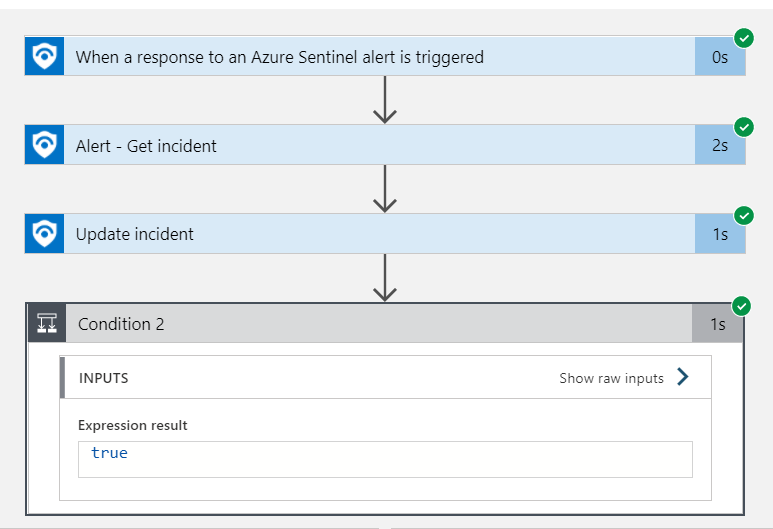 When a response to an Azure Sentinel alert is triggered 0s
Alert - Get incident 2s
Update incident 1s
Condition 2 1s
INPUTS Show raw inputs
Expression result
true